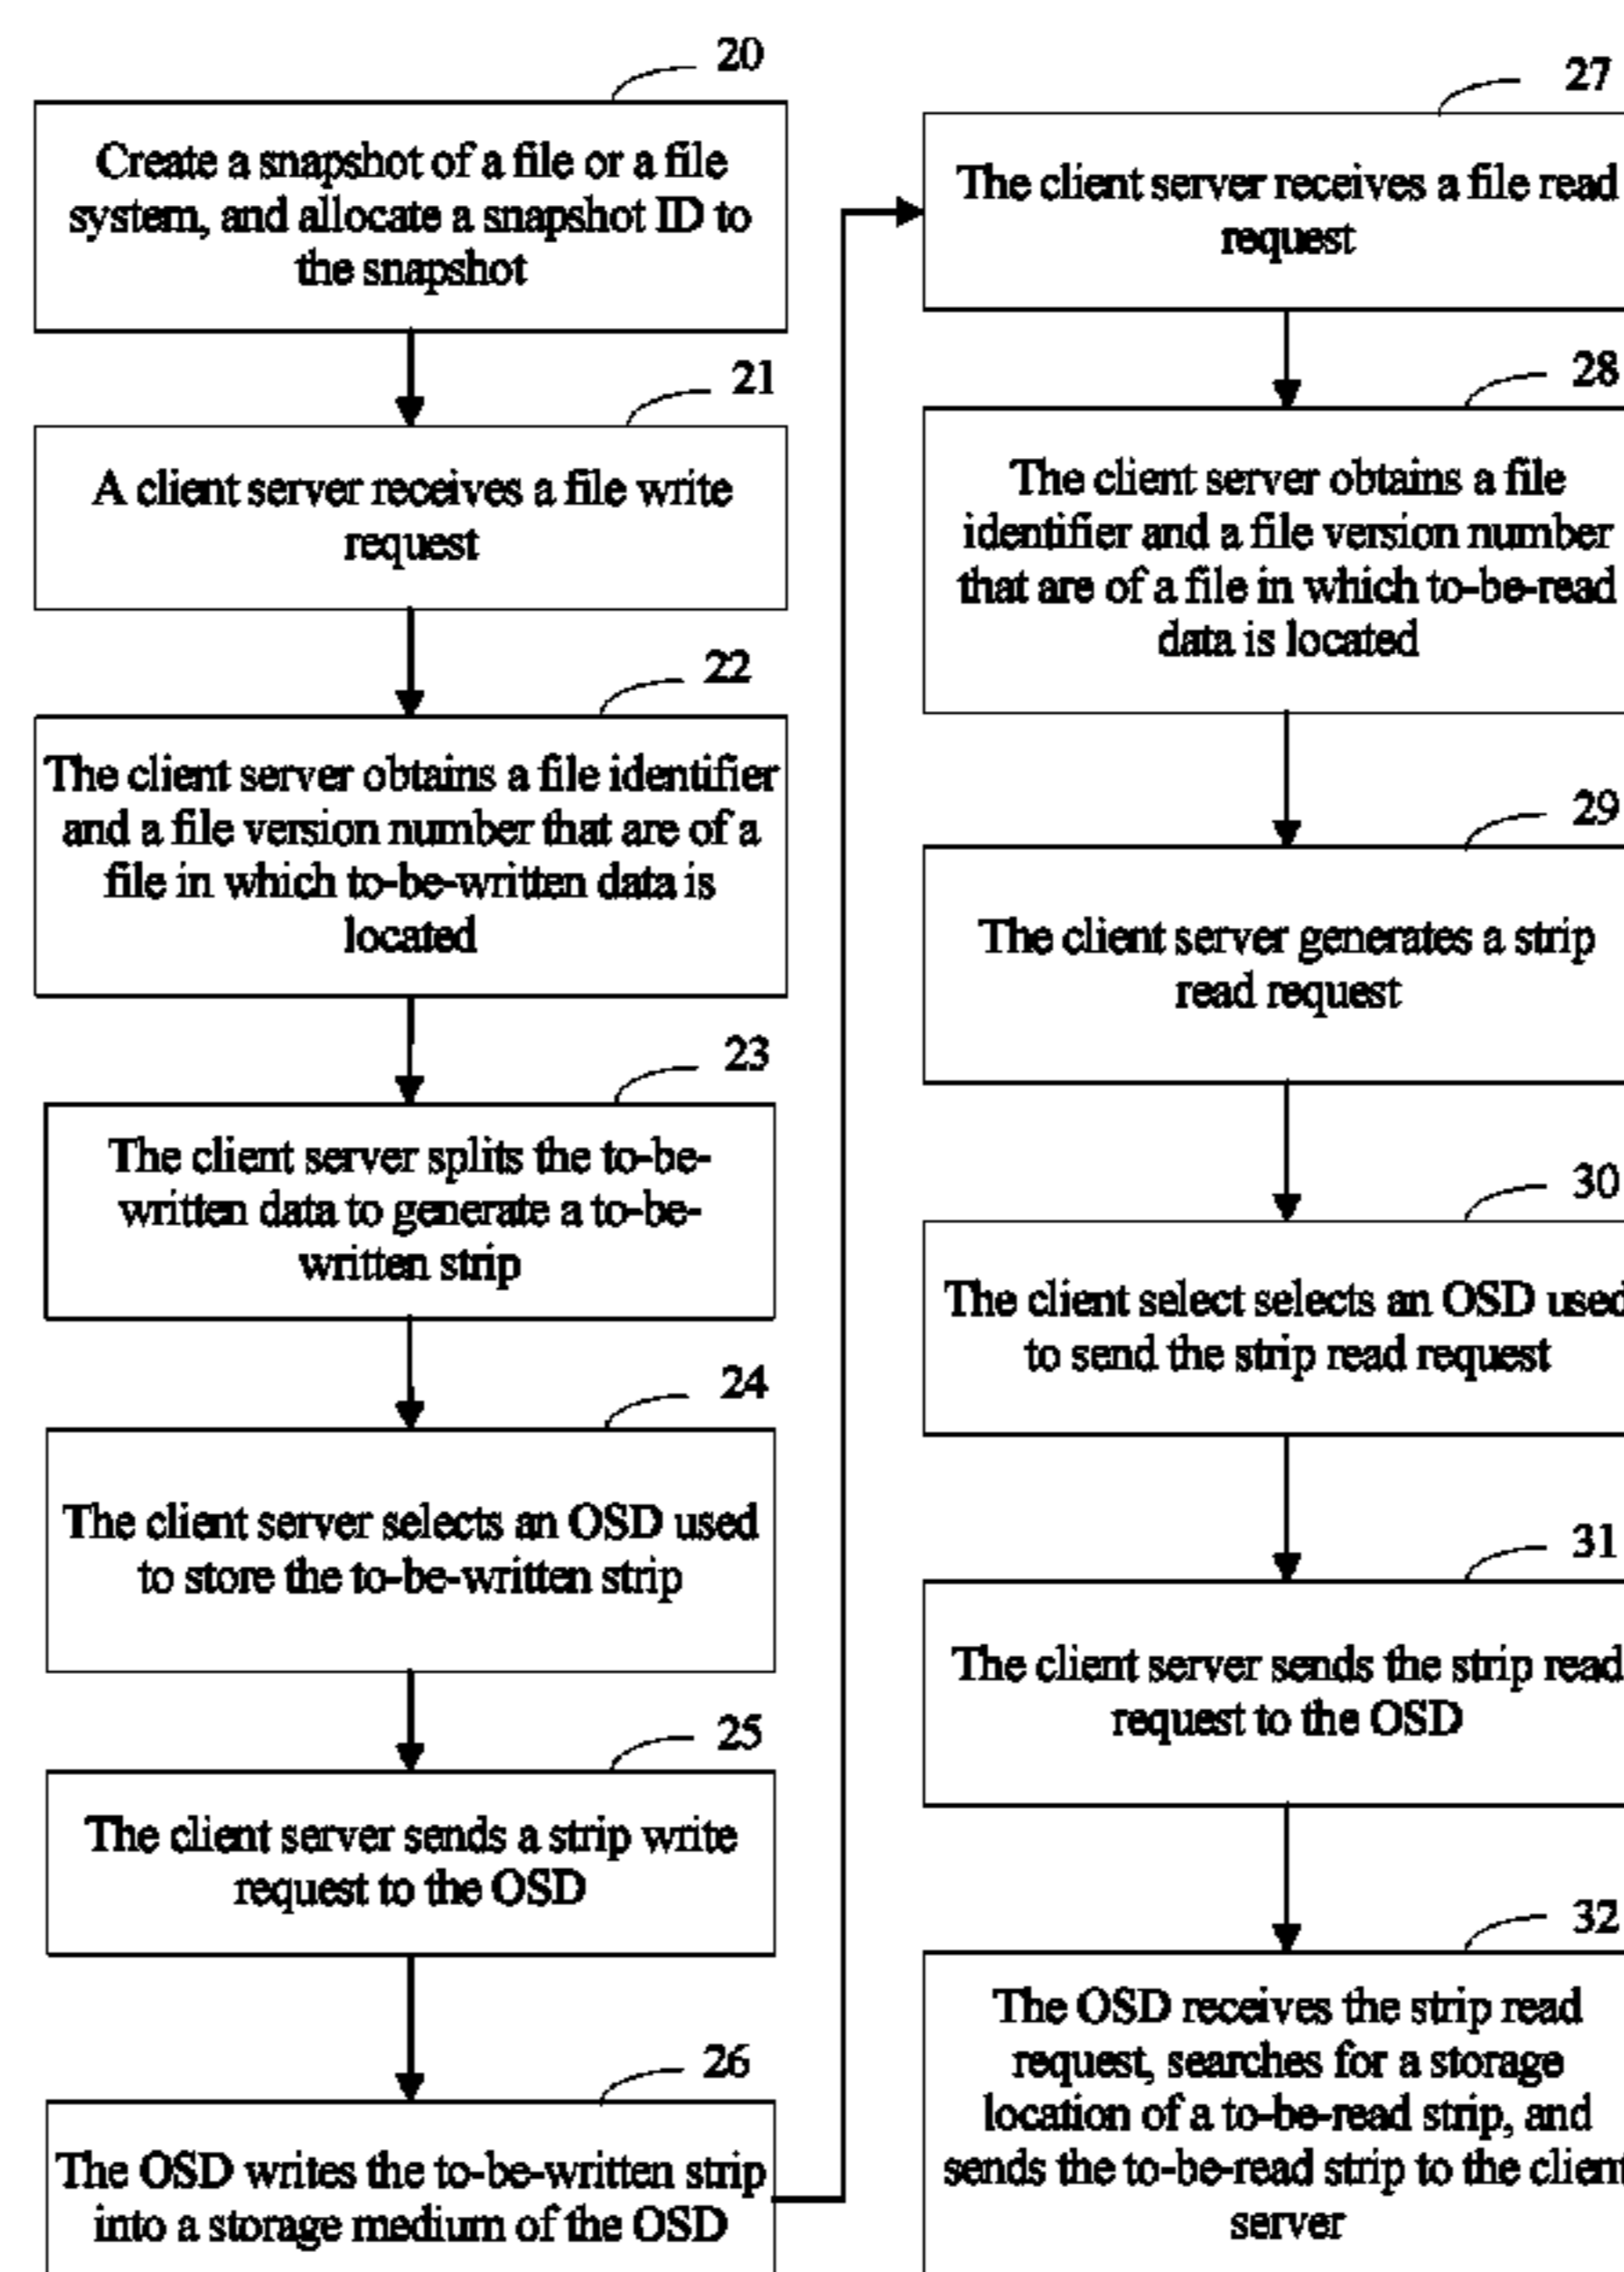 20
Create a snapshot of a file or a file
system, and allocate a snapshot ID to
the snapshot
21
A client server receives a file write
request
22
The client server obtains a file identifier
and a file version number that are of a
file in which to-be-written data is
located
23
The client server splits the to-be-
written data to generate a to-be-
written strip
24
The client server selects an OSD used
to store the to-be-written strip
25
The client server sends a strip write
request to the OSD
26
The OSD writes the to-be-written strip
into a storage medium of the OSD
27
The client server receives a file read
request
28
The client server obtains a file
identifier and a file version number
that are of a file in which to-be-read
data is located
29
The client server generates a strip
read request
30
The client select selects an OSD used
to send the strip read request
31
The client server sends the strip read
request to the OSD
32
The OSD receives the strip read
request, searches for a storage
location of a to-be-read strip, and
sends the to-be-read strip to the client
server